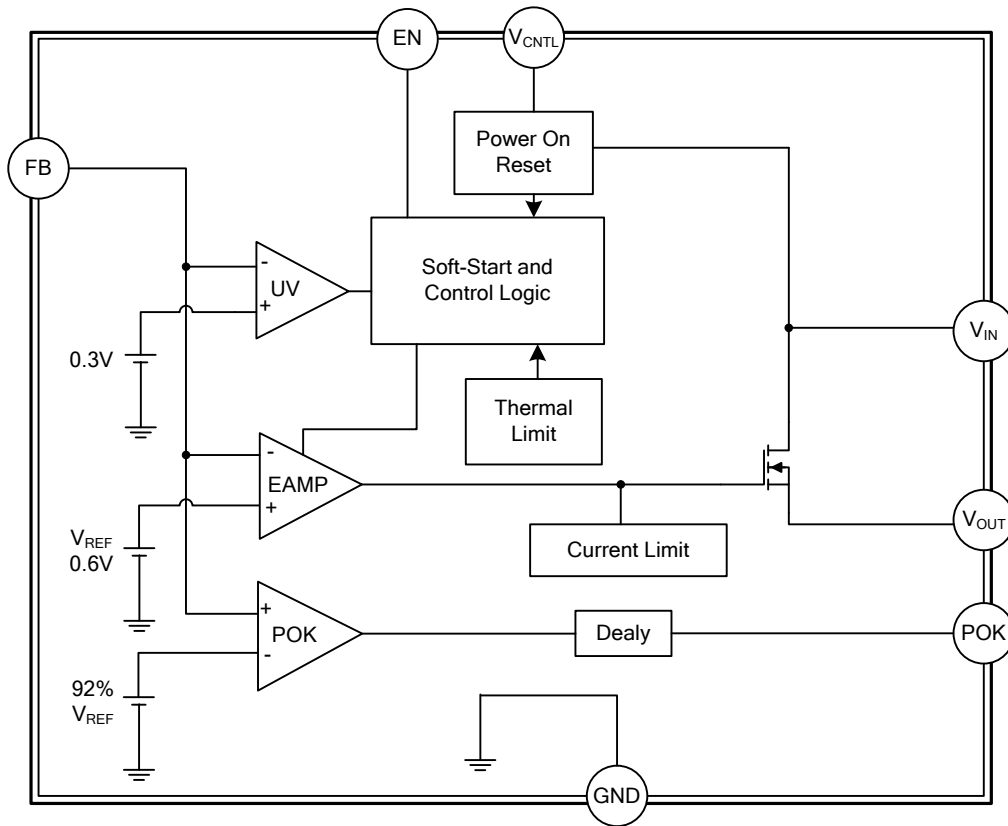 EN
VCNTL
Power On
Reset
FB
-
UV
+
Soft-Start and
Control Logic
0.3V
VIN
Thermal
Limit
-
EAMP
+
VREF
0.6V
Current Limit
VOUT
+
POK
-
Dealy
POK
92%
VREF
GND